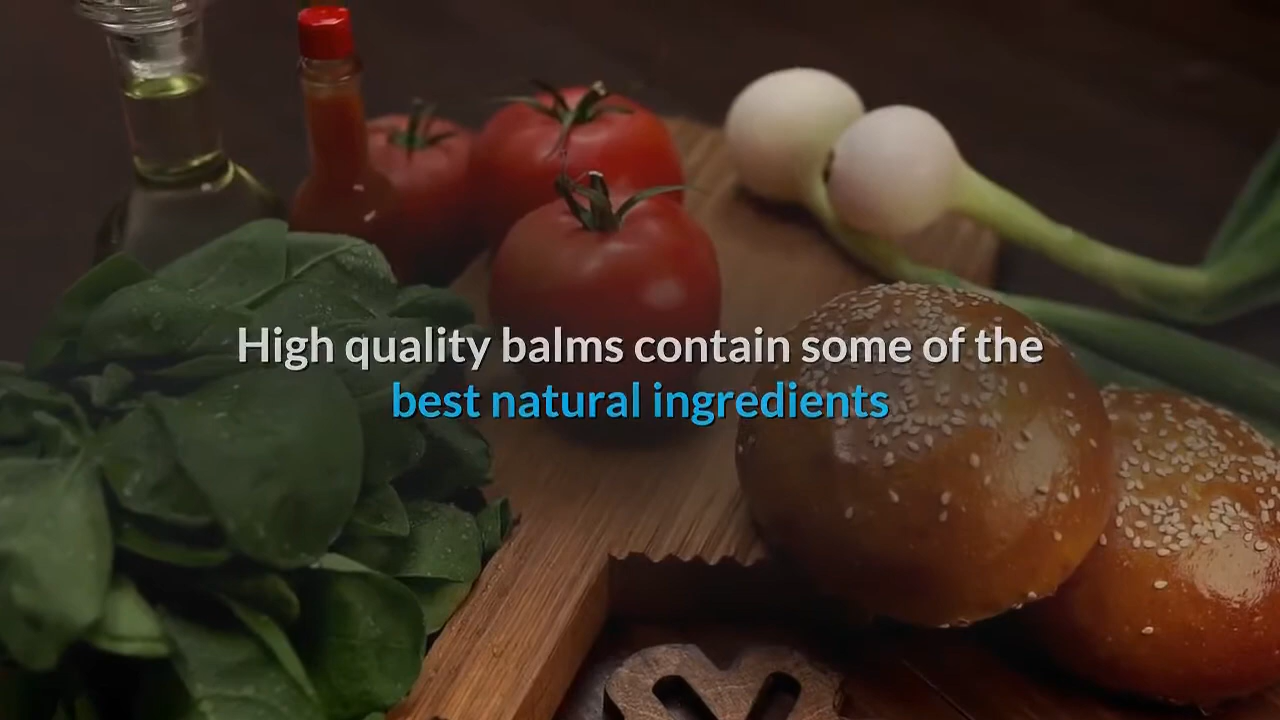 High quality balms contain some of the
best natural ingredients